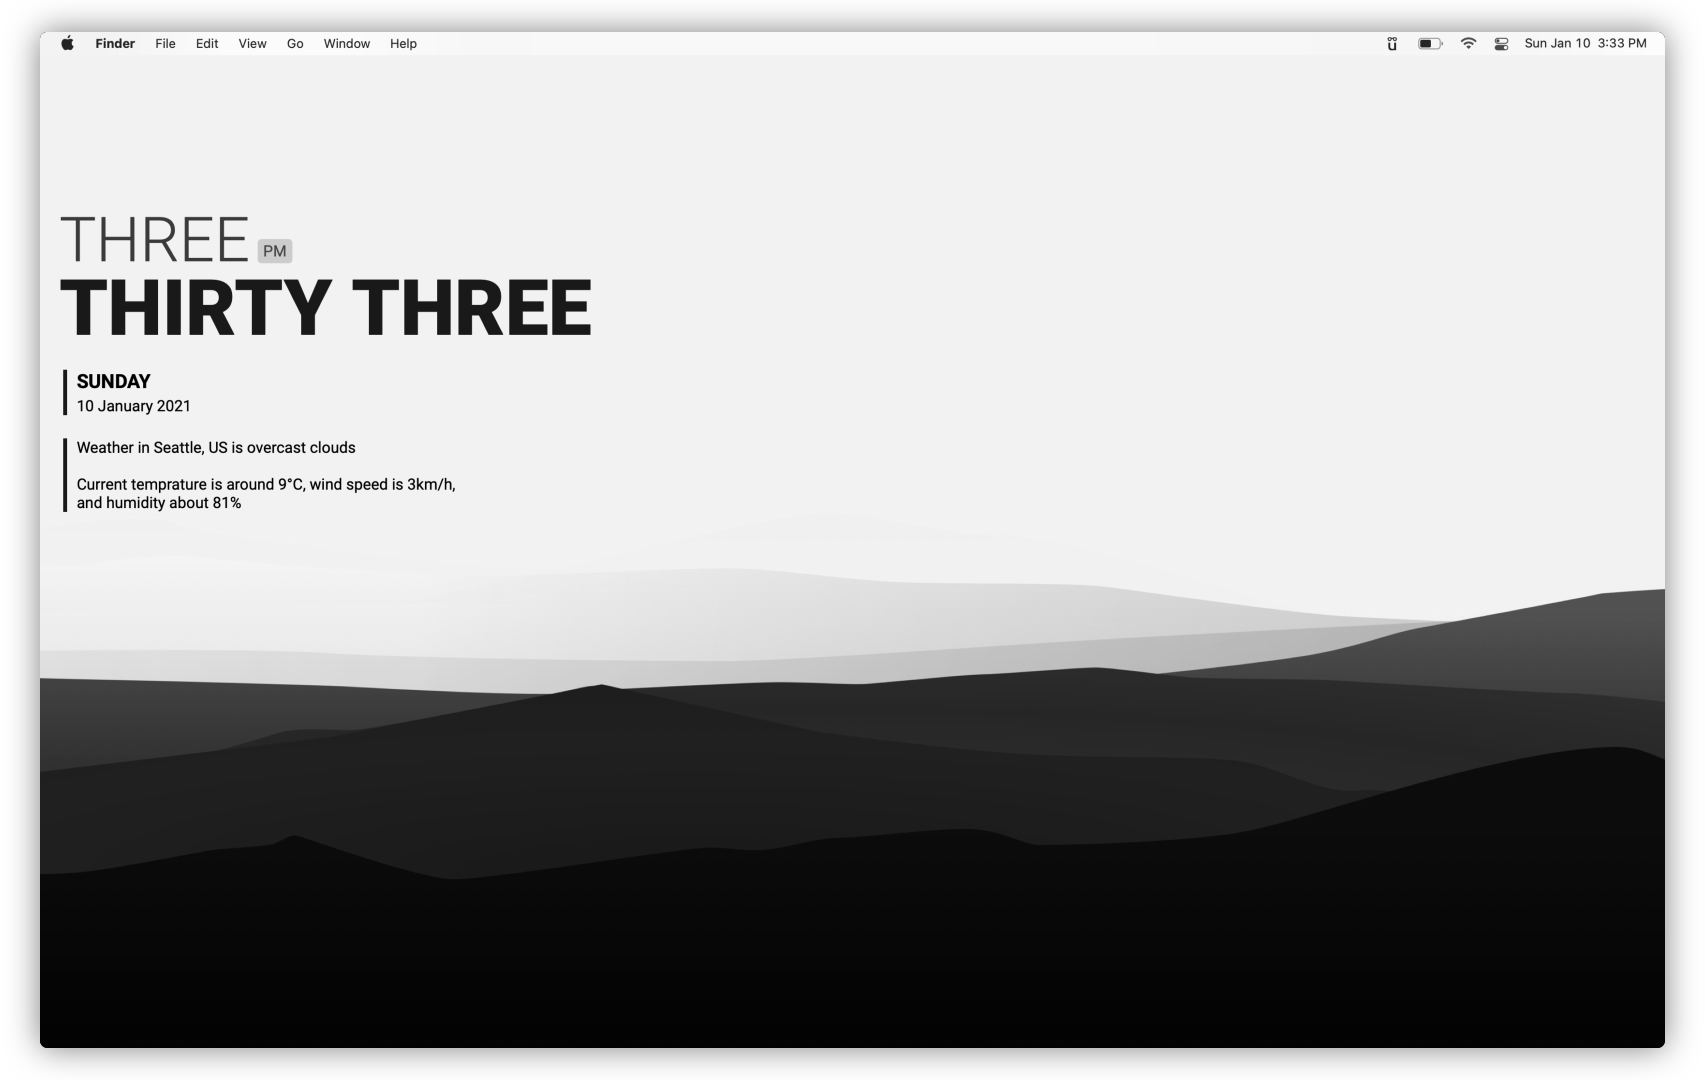 Finder File Edit View Go Window Help ü Sun Jan 10 3:33 PM
THREE PM
THIRTY THREE
SUNDAY
10 January 2021
Weather in Seattle, US is overcast clouds
Current temprature is around 9°C, wind speed is 3km/h,
and humidity about 81%